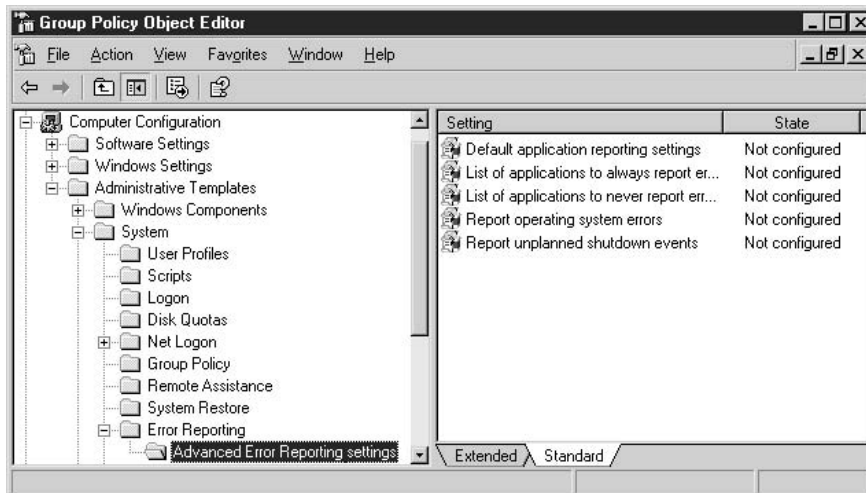 Group Policy Object Editor
File Action View Favorites Window Help
Computer Configuration
Software Settings
Windows Settings
Administrative Templates
Windows Components
System
User Profiles
Scripts
Logon
Disk Quotas
Net Logon
Group Policy
Remote Assistance
System Restore
Error Reporting
Advanced Error Reporting settings
Setting State
Default application reporting settings Not configured
List of applications to always report er... Not configured
List of applications to never report err... Not configured
Report operating system errors Not configured
Report unplanned shutdown events Not configured
Extended Standard